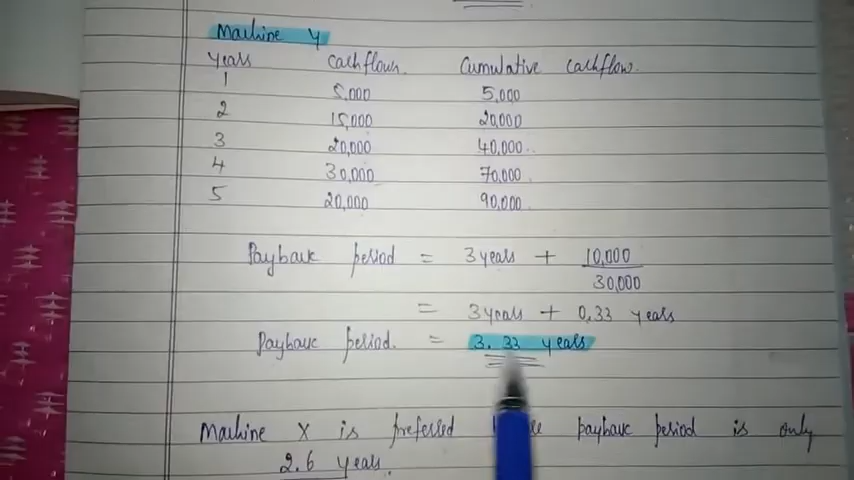 Machine Y
Years Cashflows. Cumulative cashflow.
1 5,000 5,000
2 15,000 20,000
3 20,000 40,000
4 30,000 70,000
5 20,000 90,000
Payback period = 3 years + 10,000
30,000
= 3 years + 0.33 years
Payback period. = 3.33 years
Machine X is preferred payback period is only
2.6 years.